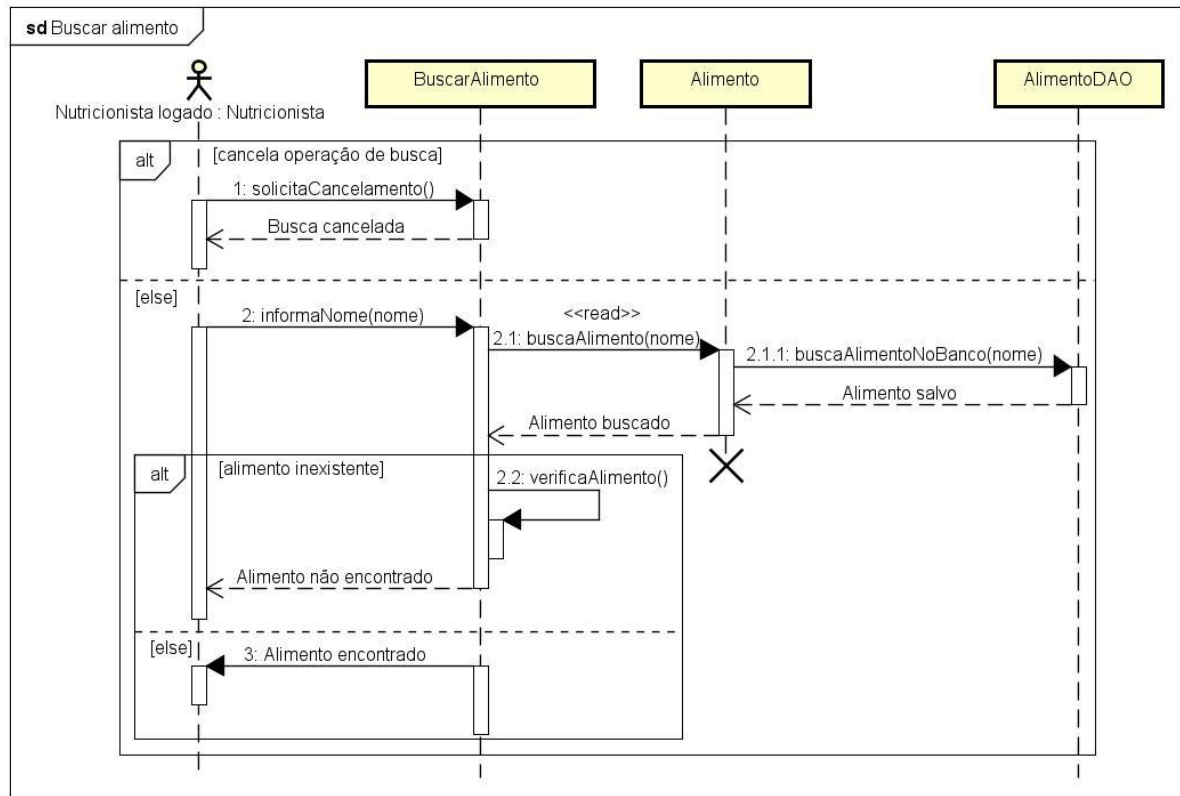 sd Buscar alimento
Nutricionista logado : Nutricionista
BuscarAlimento
Alimento
AlimentoDAO
alt
[cancela operação de busca]
1: solicitaCancelamento()
Busca cancelada
[else]
2: informaNome(nome)
<<read>>
2.1: buscaAlimento(nome)
2.1.1: buscaAlimentoNoBanco(nome)
Alimento salvo
Alimento buscado
alt
[alimento inexistente]
2.2: verificaAlimento()
Alimento não encontrado
[else]
3: Alimento encontrado